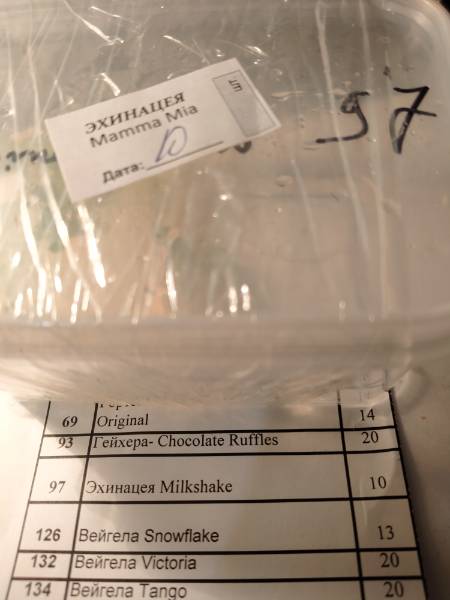 ЭХИНАЦЕЯ
Mamma Mia
Дата: 10
97
Original
69 14
93 Гейхера- Chocolate Ruffles 20
97 Эхинацея Milkshake 10
126 Вейгела Snowflake 13
132 Вейгела Victoria 20
134 Вейгела Tango 20